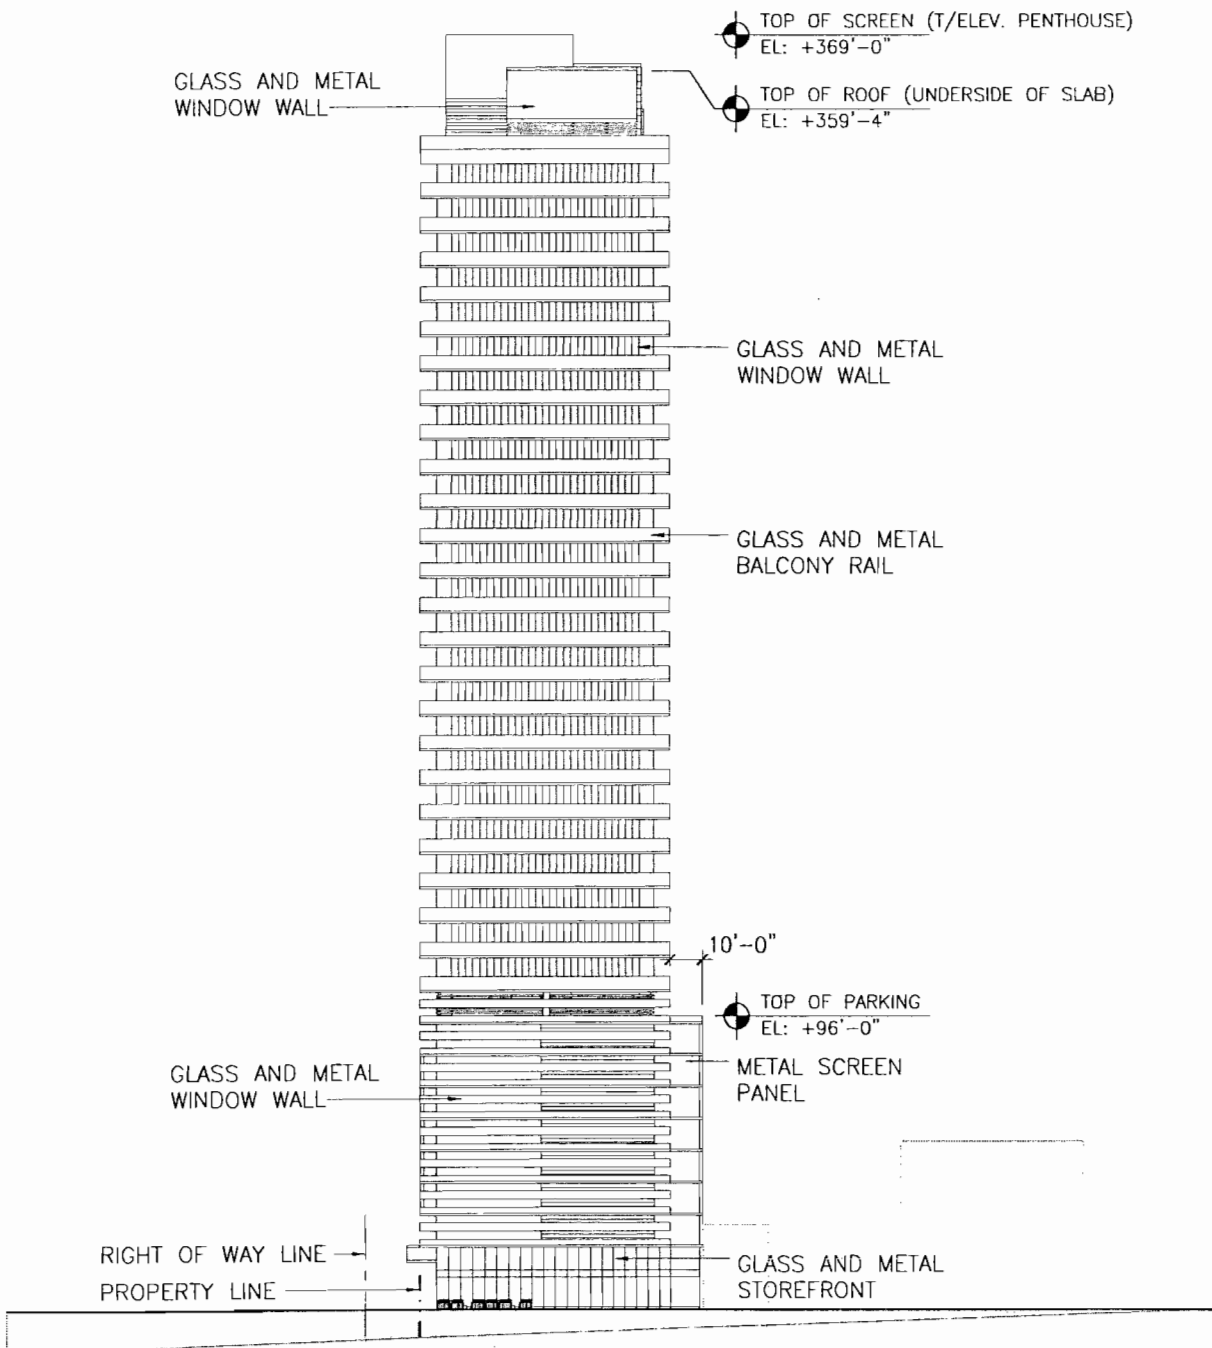 TOP OF SCREEN (T/ELEV. PENTHOUSE)
EL: +369'-0"
GLASS AND METAL
WINDOW WALL
TOP OF ROOF (UNDERSIDE OF SLAB)
EL: +359'-4"
GLASS AND METAL
WINDOW WALL
GLASS AND METAL
BALCONY RAIL
10'-0"
TOP OF PARKING
EL: +96'-0"
METAL SCREEN
PANEL
GLASS AND METAL
WINDOW WALL
RIGHT OF WAY LINE
PROPERTY LINE
GLASS AND METAL
STOREFRONT